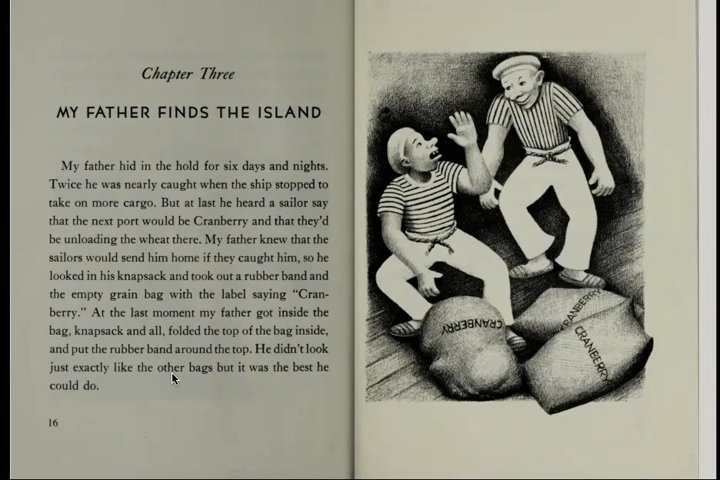 Chapter Three
MY FATHER FINDS THE ISLAND
My father hid in the hold for six days and nights.
Twice he was nearly caught when the ship stopped to
take on more cargo. But at last he heard a sailor say
that the next port would be Cranberry and that they'd
be unloading the wheat there. My father knew that the
sailors would send him home if they caught him, so he
looked in his knapsack and took out a rubber band and
the empty grain bag with the label saying “Cran-
berry.” At the last moment my father got inside the
bag, knapsack and all, folded the top of the bag inside,
and put the rubber band around the top. He didn't look
just exactly like the other bags but it was the best he
could do.
16
CRANBERRY
CRANBERRY
CRANBERRY